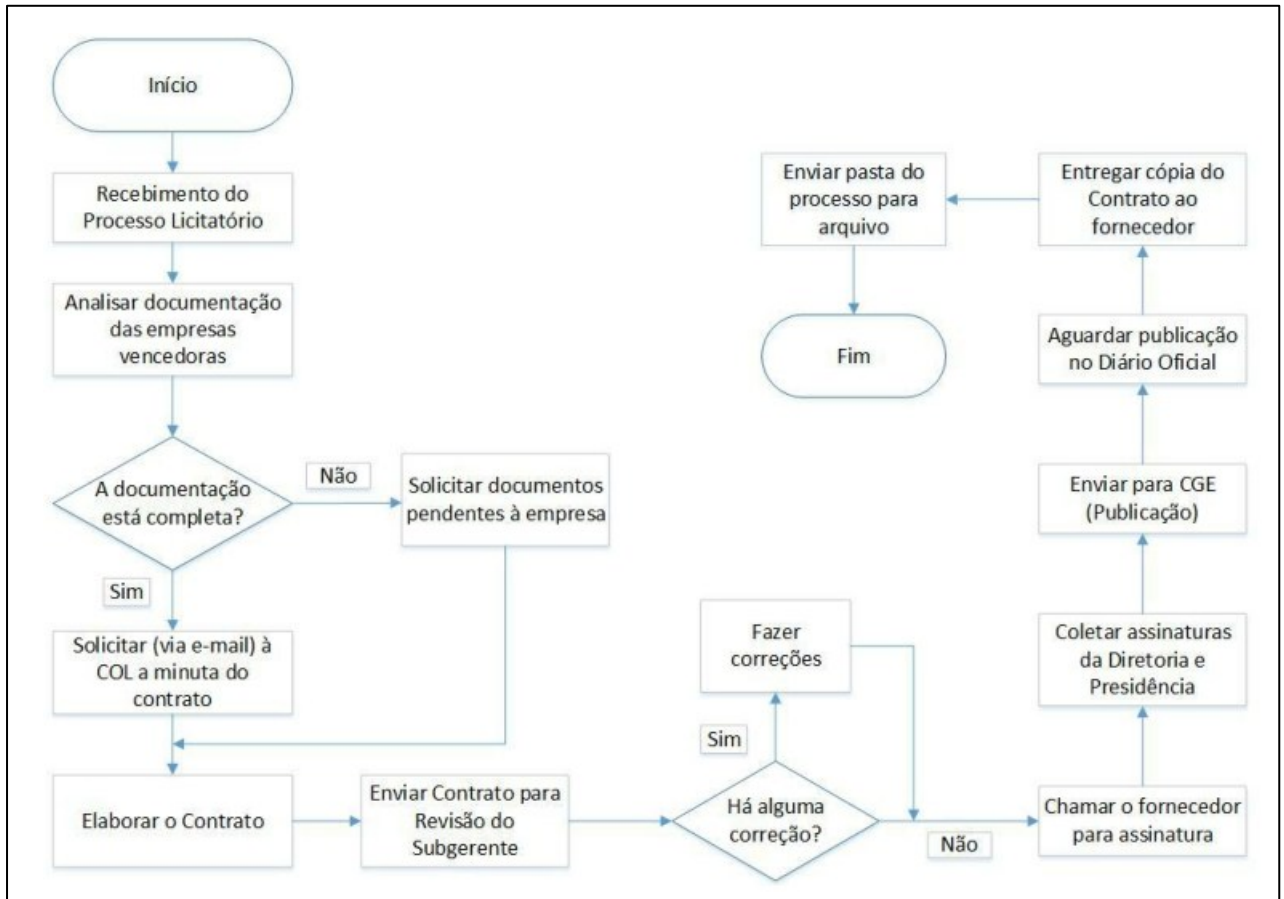 Início
Recebimento do
Processo Licitatório
Analisar documentação
das empresas
vencedoras
A documentação
está completa?
Não
Solicitar documentos
pendentes à empresa
Sim
Solicitar (via e-mail) à
COL a minuta do
contrato
Elaborar o Contrato
Enviar Contrato para
Revisão do
Subgerente
Há alguma
correção?
Sim
Fazer
correções
Não
Chamar o fornecedor
para assinatura
Coletar assinaturas
da Diretoria e
Presidência
Enviar para CGE
(Publicação)
Aguardar publicação
no Diário Oficial
Entregar cópia do
Contrato ao
fornecedor
Enviar pasta do
processo para
arquivo
Fim